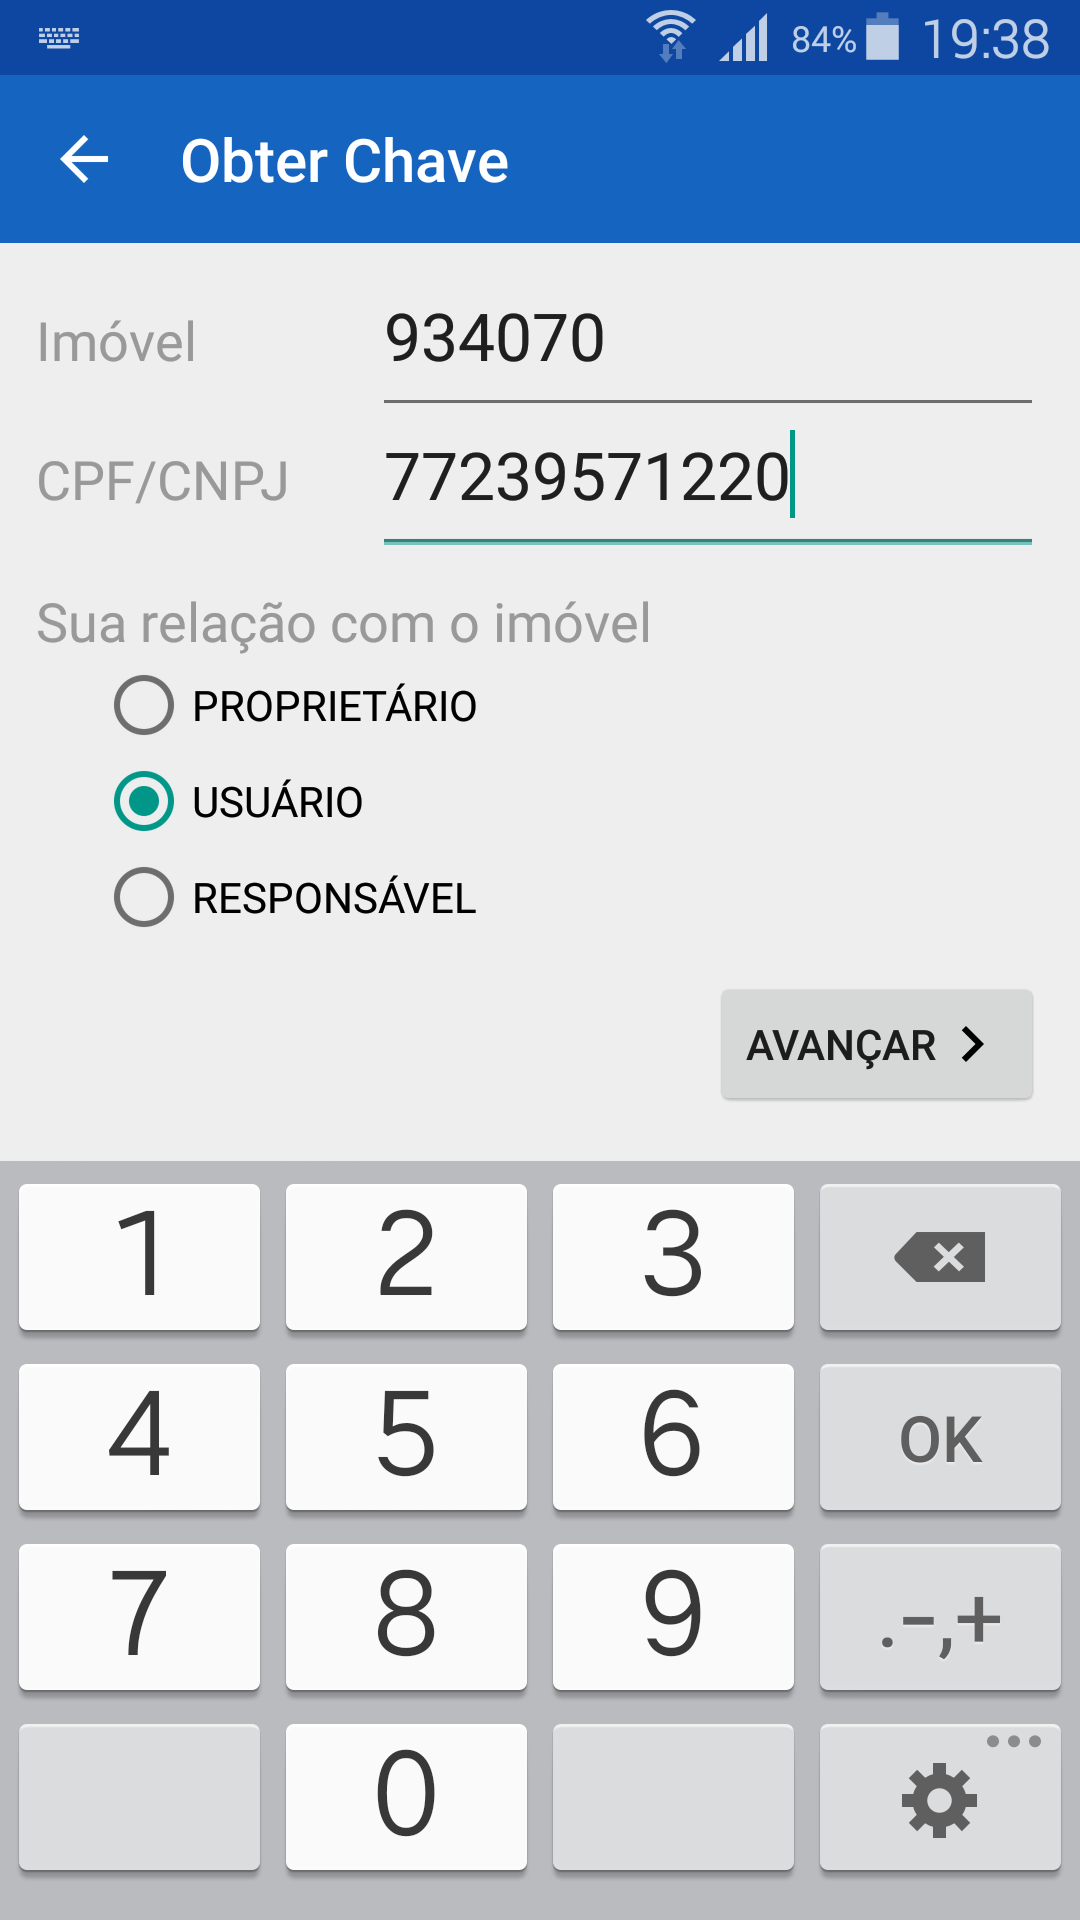 84% 19:38
Obter Chave
Imóvel 934070
CPF/CNPJ 77239571220
Sua relação com o imóvel
PROPRIETÁRIO
USUÁRIO
RESPONSÁVEL
AVANÇAR
1 2 3
4 5 6 OK
7 8 9 .-,+
0